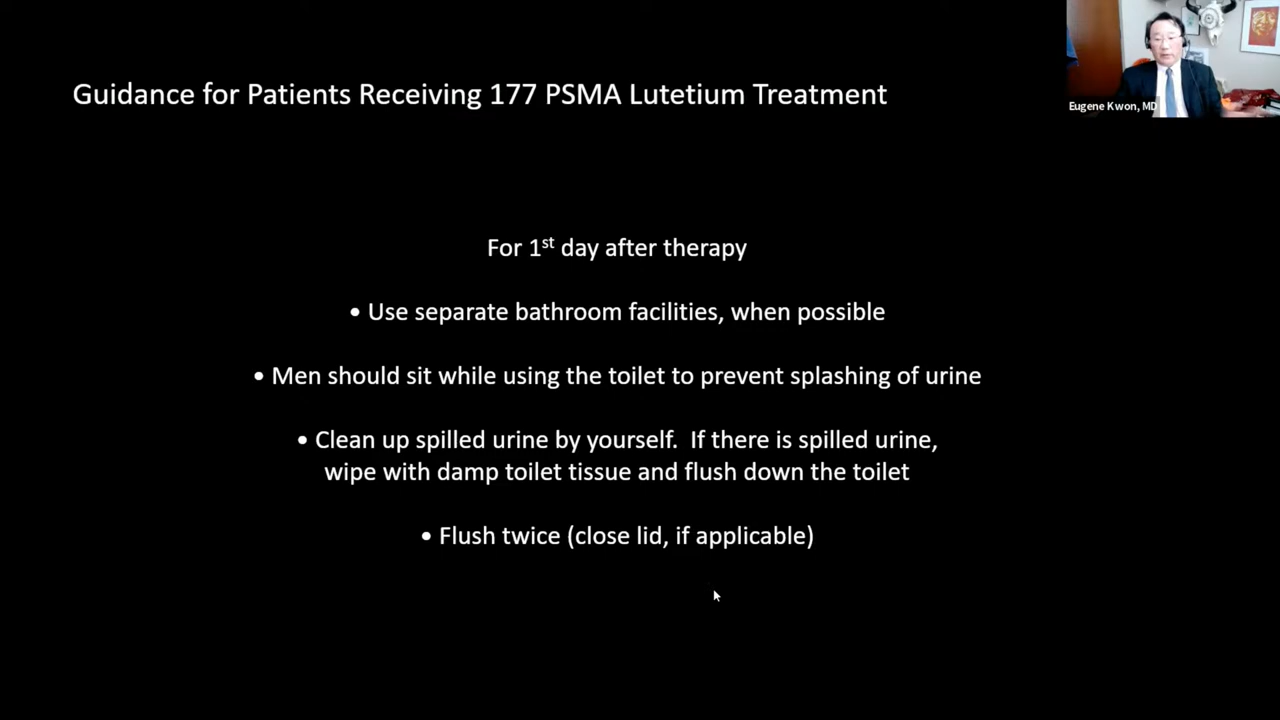 Guidance for Patients Receiving 177 PSMA Lutetium Treatment
Eugene Kwon, MD
For 1st day after therapy
• Use separate bathroom facilities, when possible
• Men should sit while using the toilet to prevent splashing of urine
• Clean up spilled urine by yourself.  If there is spilled urine,
wipe with damp toilet tissue and flush down the toilet
• Flush twice (close lid, if applicable)